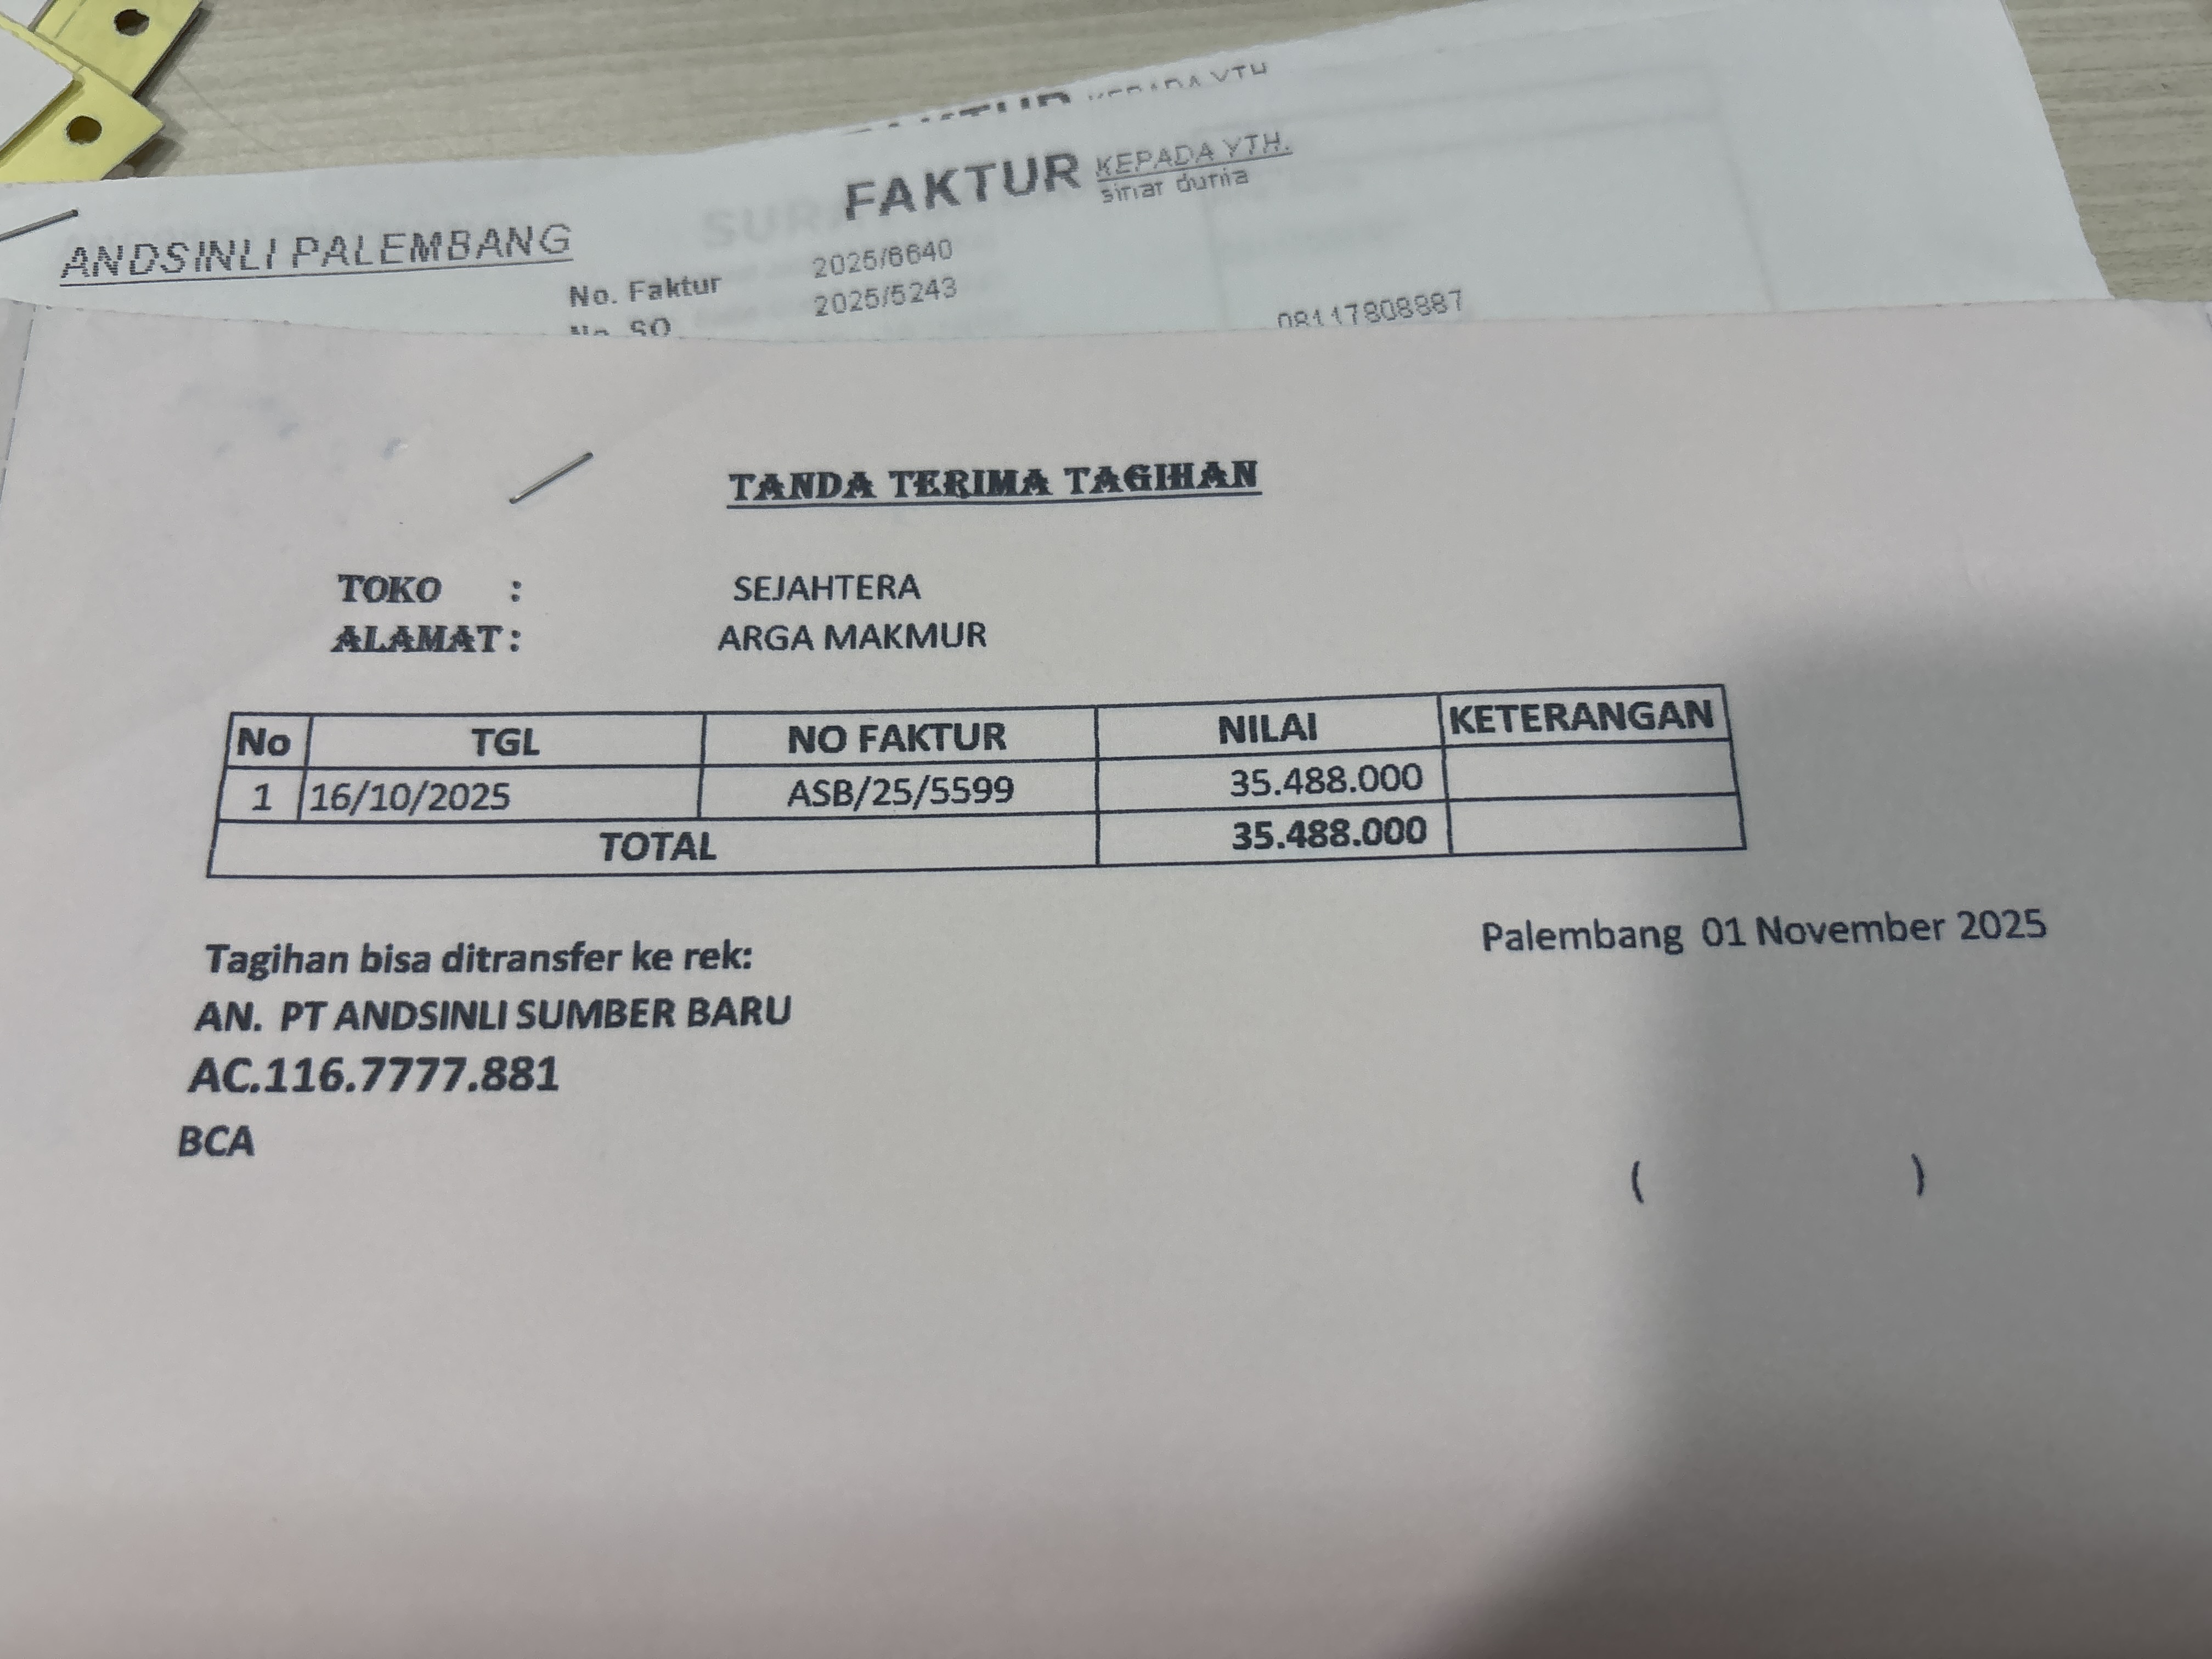 FAKTUR KEPADA YTH.
sinar dunia
ANDSINLI PALEMBANG
No. Faktur 2025/6640
No. SO 2025/5243
08117808887
TANDA TERIMA TAGIHAN
TOKO : SEJAHTERA
ALAMAT : ARGA MAKMUR
No TGL NO FAKTUR NILAI KETERANGAN
1 16/10/2025 ASB/25/5599 35.488.000
TOTAL 35.488.000
Palembang 01 November 2025
Tagihan bisa ditransfer ke rek:
AN. PT ANDSINLI SUMBER BARU
AC.116.7777.881
BCA
( )